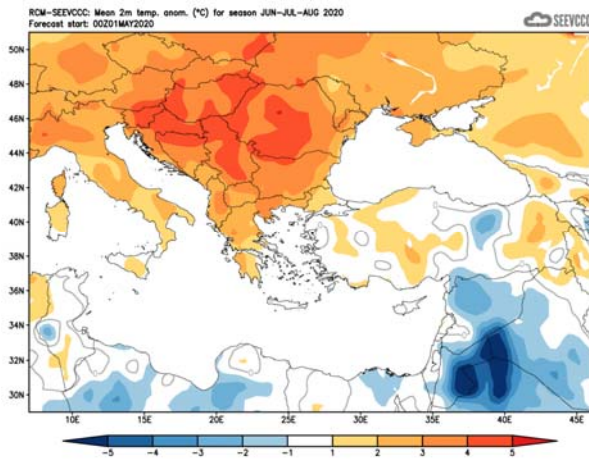 RCM-SEEVCCC: Mean 2m temp. anom. (°C) for season JUN-JUL-AUG 2020
Forecast start: 00Z01MAY2020
SEEVCCC
50N
48N
46N
44N
42N
40N
38N
36N
34N
32N
30N
10E 15E 20E 25E 30E 35E 40E 45E
-5 -4 -3 -2 -1 1 2 3 4 5